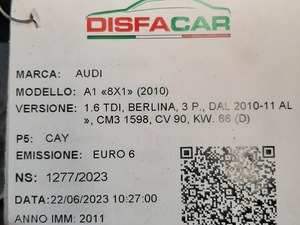 DISFACAR
MARCA: AUDI
MODELLO: A1 «8X1» (2010)
VERSIONE: 1.6 TDI, BERLINA, 3 P., DAL 2010-11 AL
», CM3 1598, CV 90, KW. 66 (D)
P5: CAY
EMISSIONE: EURO 6
NS: 1277/2023
DATA:22/06/2023 10:27:00
ANNO IMM: 2011